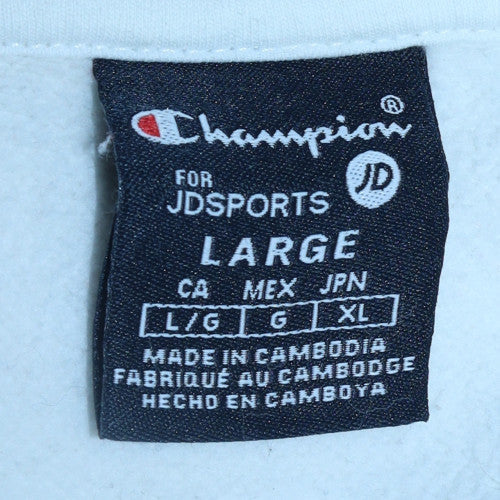 Champion®
FOR
JDSPORTS JD
LARGE
CA MEX JPN
L/G G XL
MADE IN CAMBODIA
FABRIQUÉ AU CAMBODGE
HECHO EN CAMBOYA